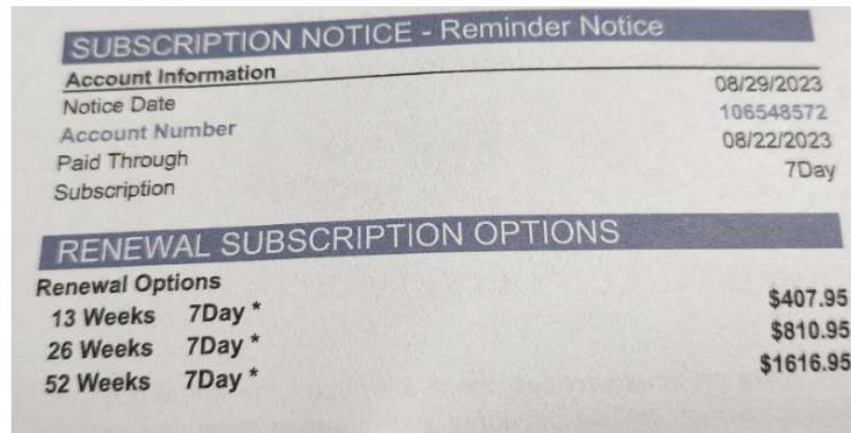 SUBSCRIPTION NOTICE - Reminder Notice
Account Information
Notice Date 08/29/2023
Account Number 106548572
Paid Through 08/22/2023
Subscription 7Day
RENEWAL SUBSCRIPTION OPTIONS
Renewal Options
13 Weeks 7Day * $407.95
26 Weeks 7Day * $810.95
52 Weeks 7Day * $1616.95